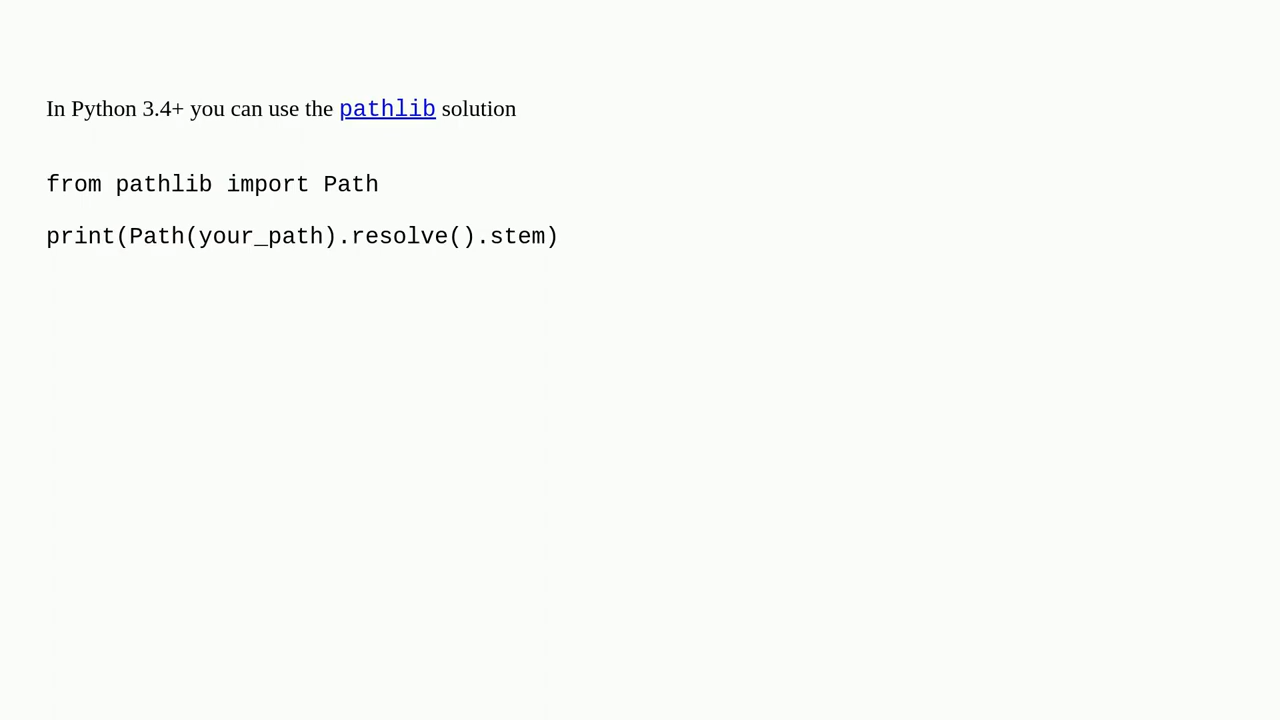 In Python 3.4+ you can use the pathlib solution
from pathlib import Path
print(Path(your_path).resolve().stem)